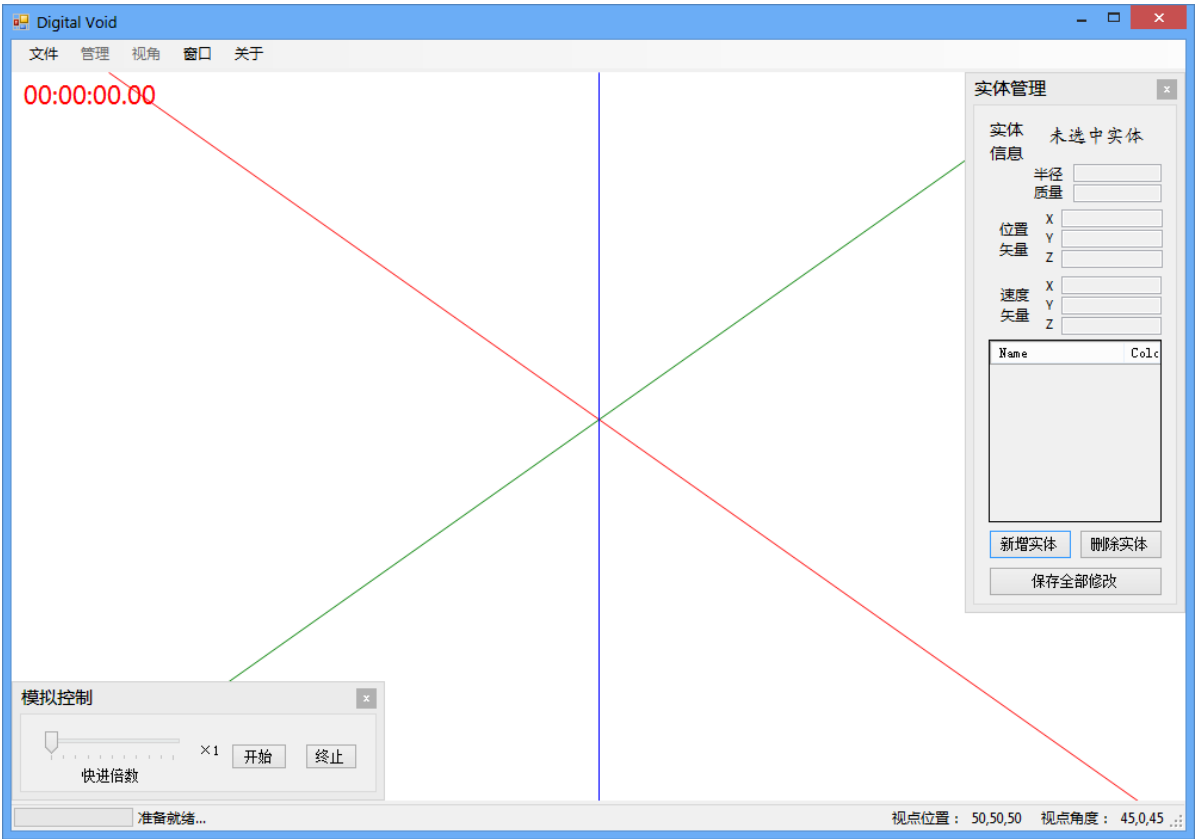 Digital Void
文件 管理 视角 窗口 关于
00:00:00.00
实体管理 x
实体
信息
未选中实体
半径
质量
位置
矢量
X
Y
Z
速度
矢量
X
Y
Z
Name Colc
新增实体 删除实体
保存全部修改
模拟控制 x
×1 开始 终止
快进倍数
准备就绪... 视点位置： 50,50,50 视点角度： 45,0,45